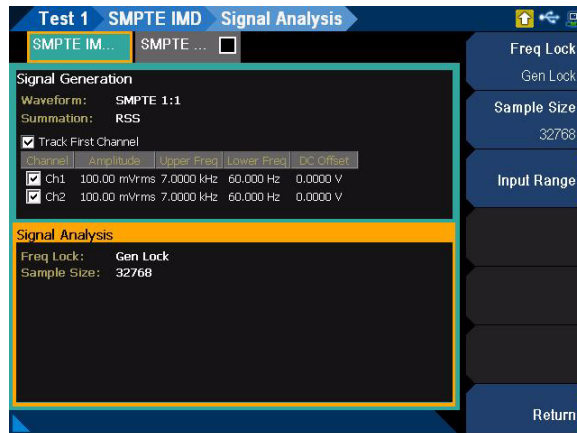 Test 1 SMPTE IMD Signal Analysis
SMPTE IM... SMPTE ...
Signal Generation
Waveform: SMPTE 1:1
Summation: RSS
Track First Channel
Channel Amplitude Upper Freq Lower Freq DC Offset
Ch1 100.00 mVrms 7.0000 kHz 60.000 Hz 0.0000 V
Ch2 100.00 mVrms 7.0000 kHz 60.000 Hz 0.0000 V
Signal Analysis
Freq Lock: Gen Lock
Sample Size: 32768
Freq Lock
Gen Lock
Sample Size
32768
Input Range
Return